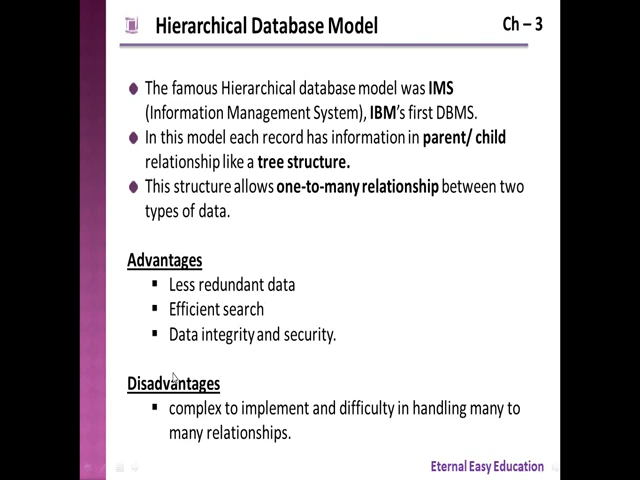 Hierarchical Database Model
Ch – 3
The famous Hierarchical database model was IMS
(Information Management System), IBM's first DBMS.
In this model each record has information in parent/ child
relationship like a tree structure.
This structure allows one-to-many relationship between two
types of data.
Advantages
Less redundant data
Efficient search
Data integrity and security.
Disadvantages
complex to implement and difficulty in handling many to
many relationships.
Eternal Easy Education